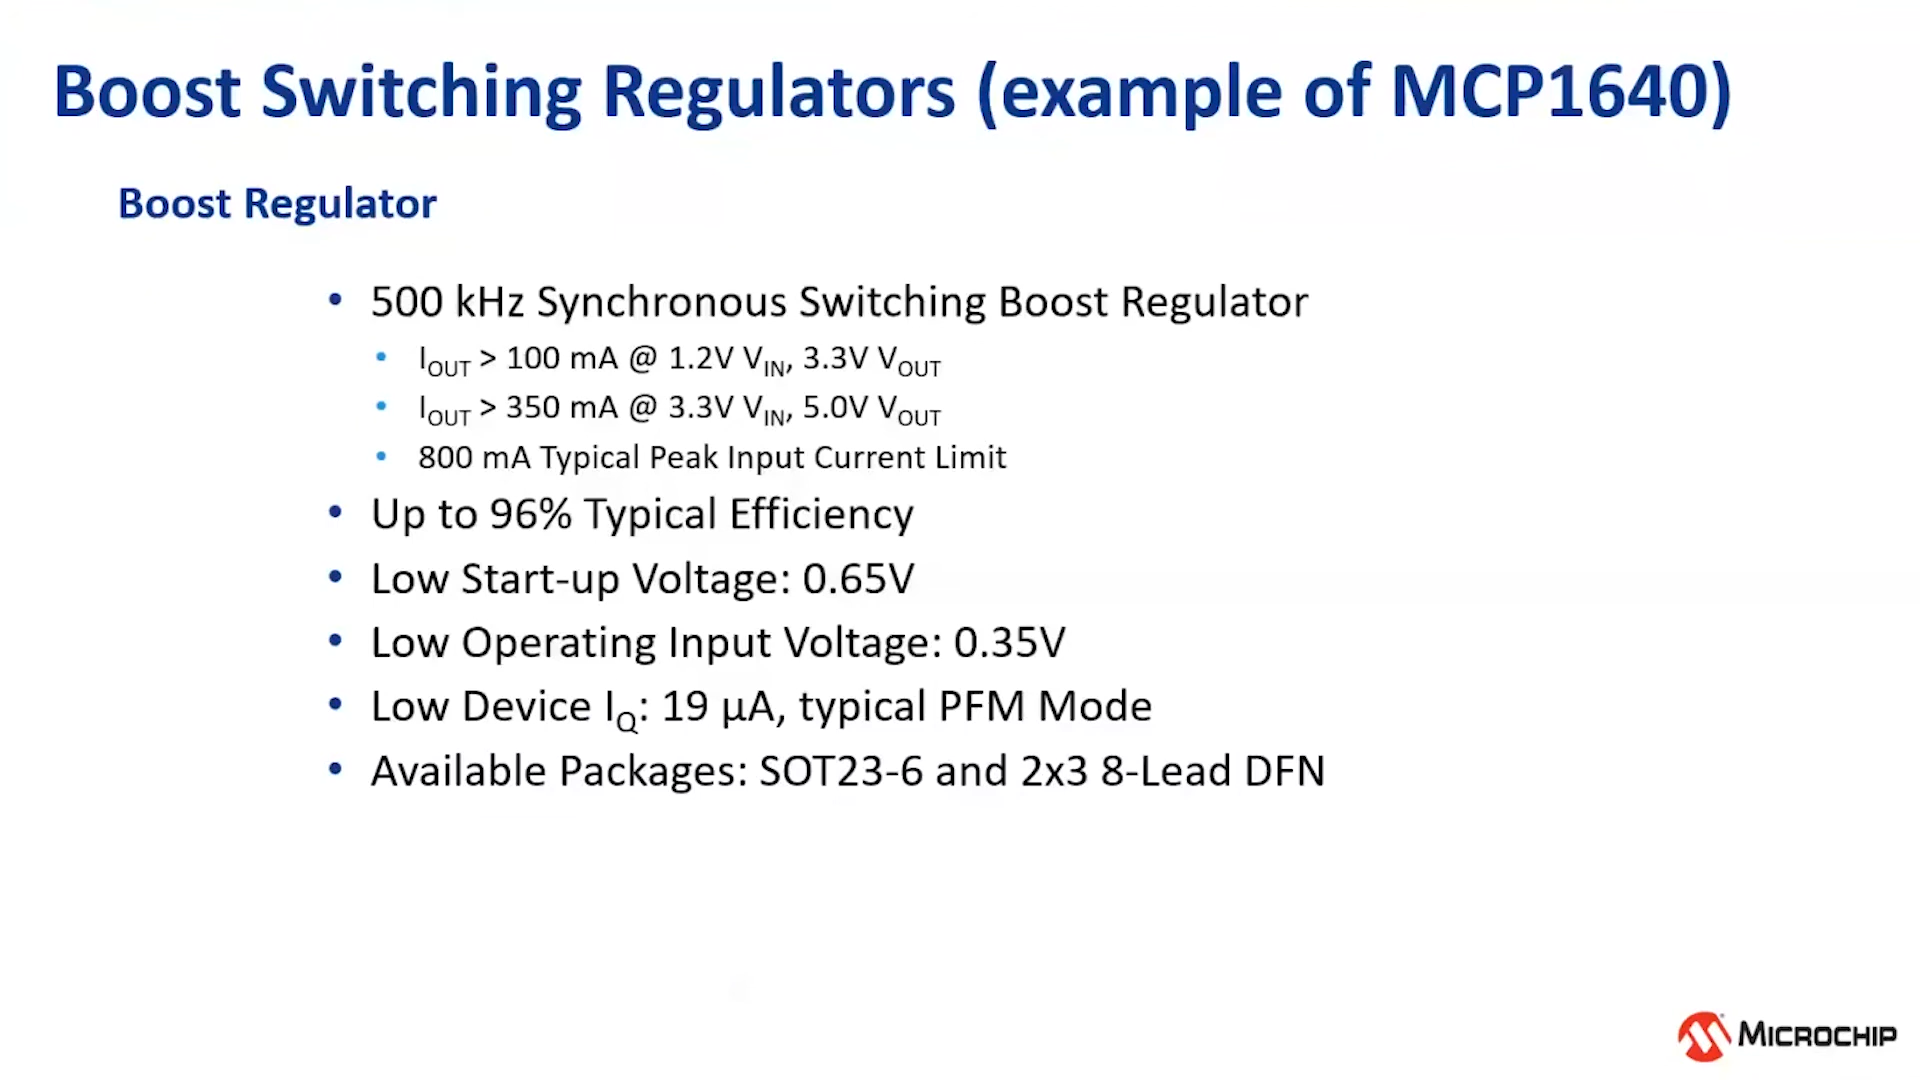 Boost Switching Regulators (example of MCP1640)
Boost Regulator
• 500 kHz Synchronous Switching Boost Regulator
• IOUT > 100 mA @ 1.2V VIN, 3.3V VOUT
• IOUT > 350 mA @ 3.3V VIN, 5.0V VOUT
• 800 mA Typical Peak Input Current Limit
• Up to 96% Typical Efficiency
• Low Start-up Voltage: 0.65V
• Low Operating Input Voltage: 0.35V
• Low Device IQ: 19 µA, typical PFM Mode
• Available Packages: SOT23-6 and 2x3 8-Lead DFN
MICROCHIP